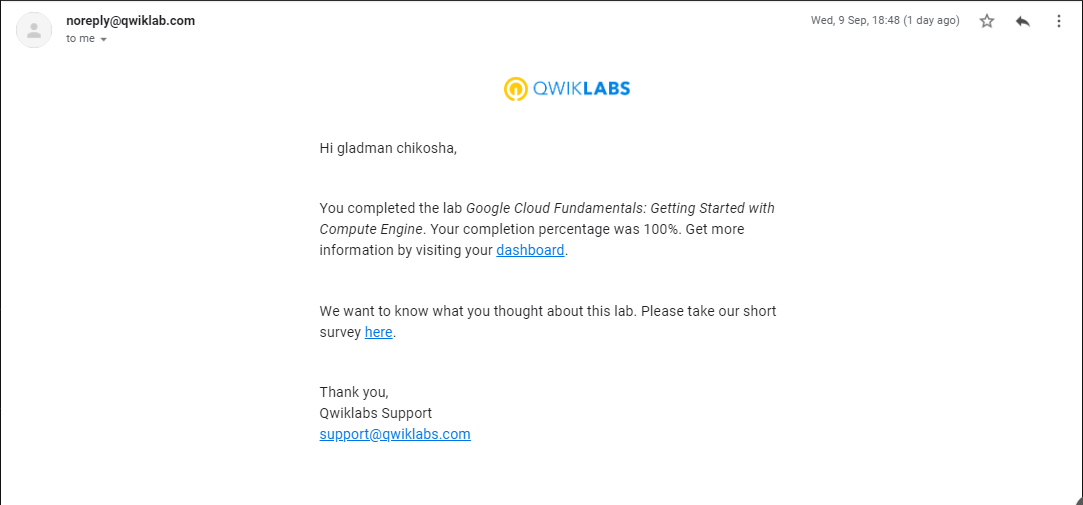 noreply@qwiklab.com
Wed, 9 Sep, 18:48 (1 day ago)
to me
QWIKLABS
Hi gladman chikosha,
You completed the lab Google Cloud Fundamentals: Getting Started with
Compute Engine. Your completion percentage was 100%. Get more
information by visiting your dashboard.
We want to know what you thought about this lab. Please take our short
survey here.
Thank you,
Qwiklabs Support
support@qwiklabs.com